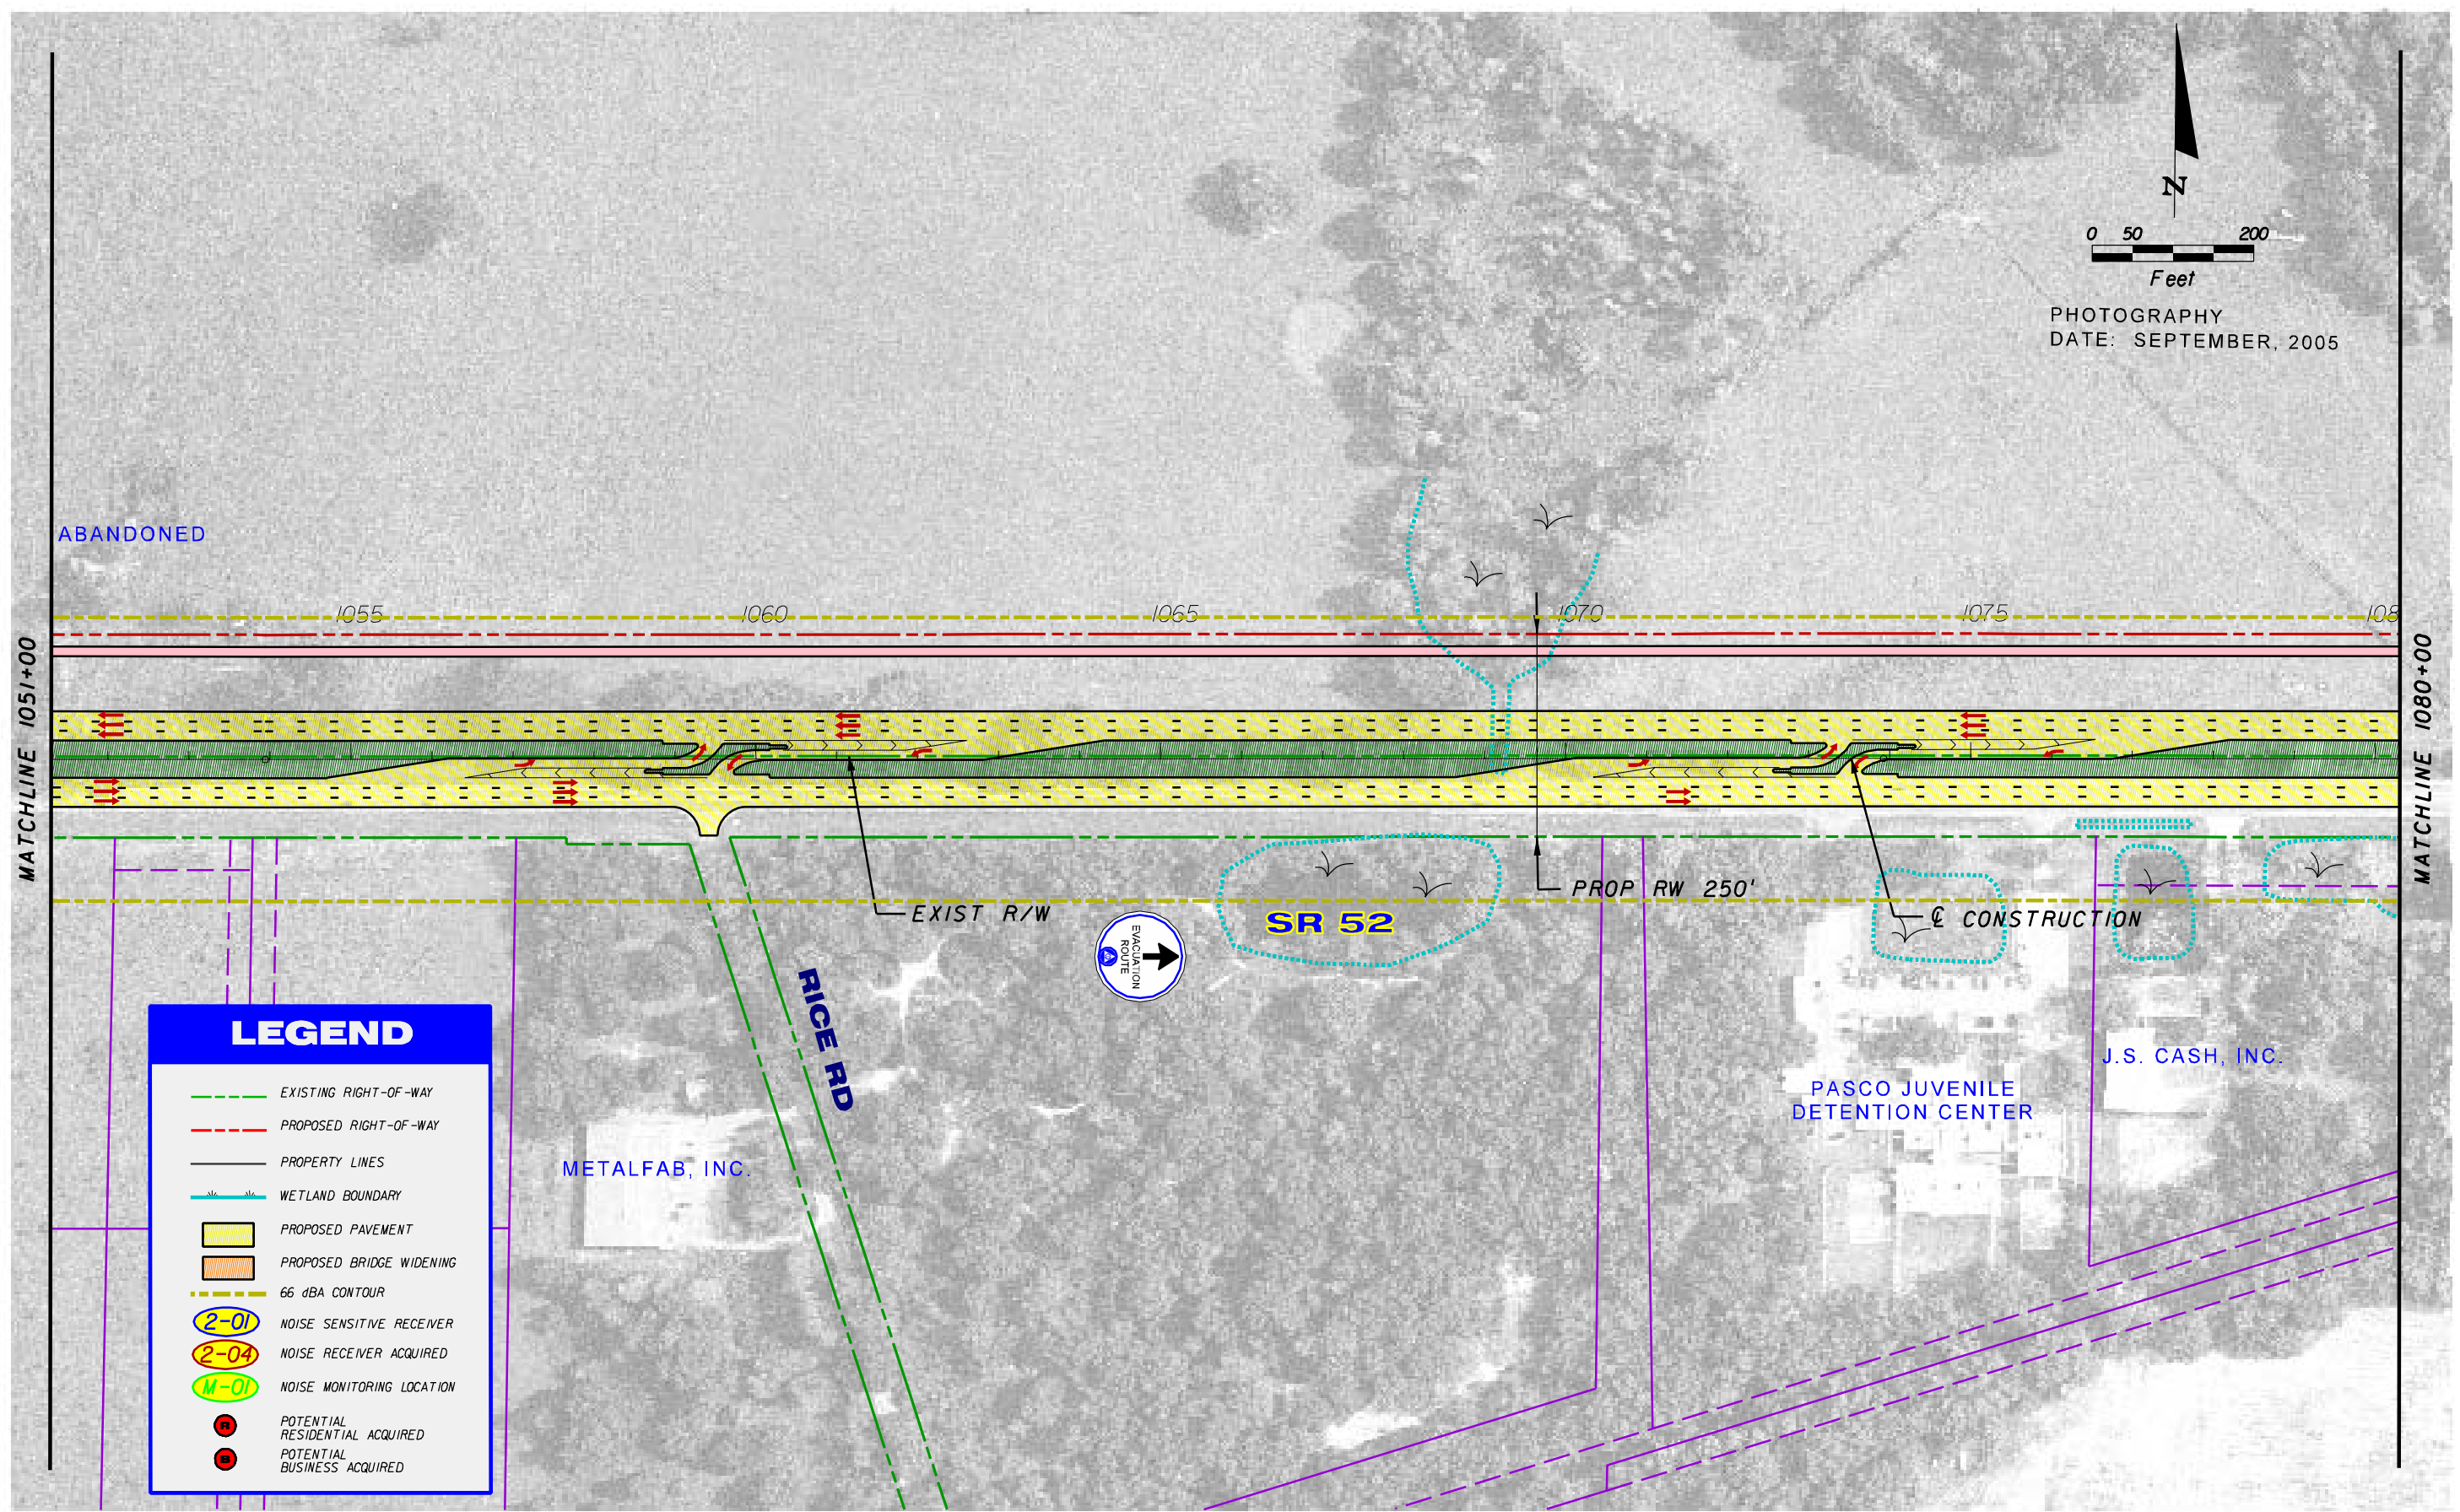 N
0 50 200
Feet
PHOTOGRAPHY
DATE: SEPTEMBER, 2005
ABANDONED
1055 1060 1065 1070 1075 108
MATCHLINE 1051+00
MATCHLINE 1080+00
PROP RW 250'
EXIST R/W
SR 52
℄ CONSTRUCTION
EVACUATION
ROUTE
RICE RD
J.S. CASH, INC.
PASCO JUVENILE
DETENTION CENTER
METALFAB, INC.
LEGEND
EXISTING RIGHT-OF-WAY
PROPOSED RIGHT-OF-WAY
PROPERTY LINES
WETLAND BOUNDARY
PROPOSED PAVEMENT
PROPOSED BRIDGE WIDENING
66 dBA CONTOUR
2-01 NOISE SENSITIVE RECEIVER
2-04 NOISE RECEIVER ACQUIRED
M-01 NOISE MONITORING LOCATION
R POTENTIAL
RESIDENTIAL ACQUIRED
B POTENTIAL
BUSINESS ACQUIRED